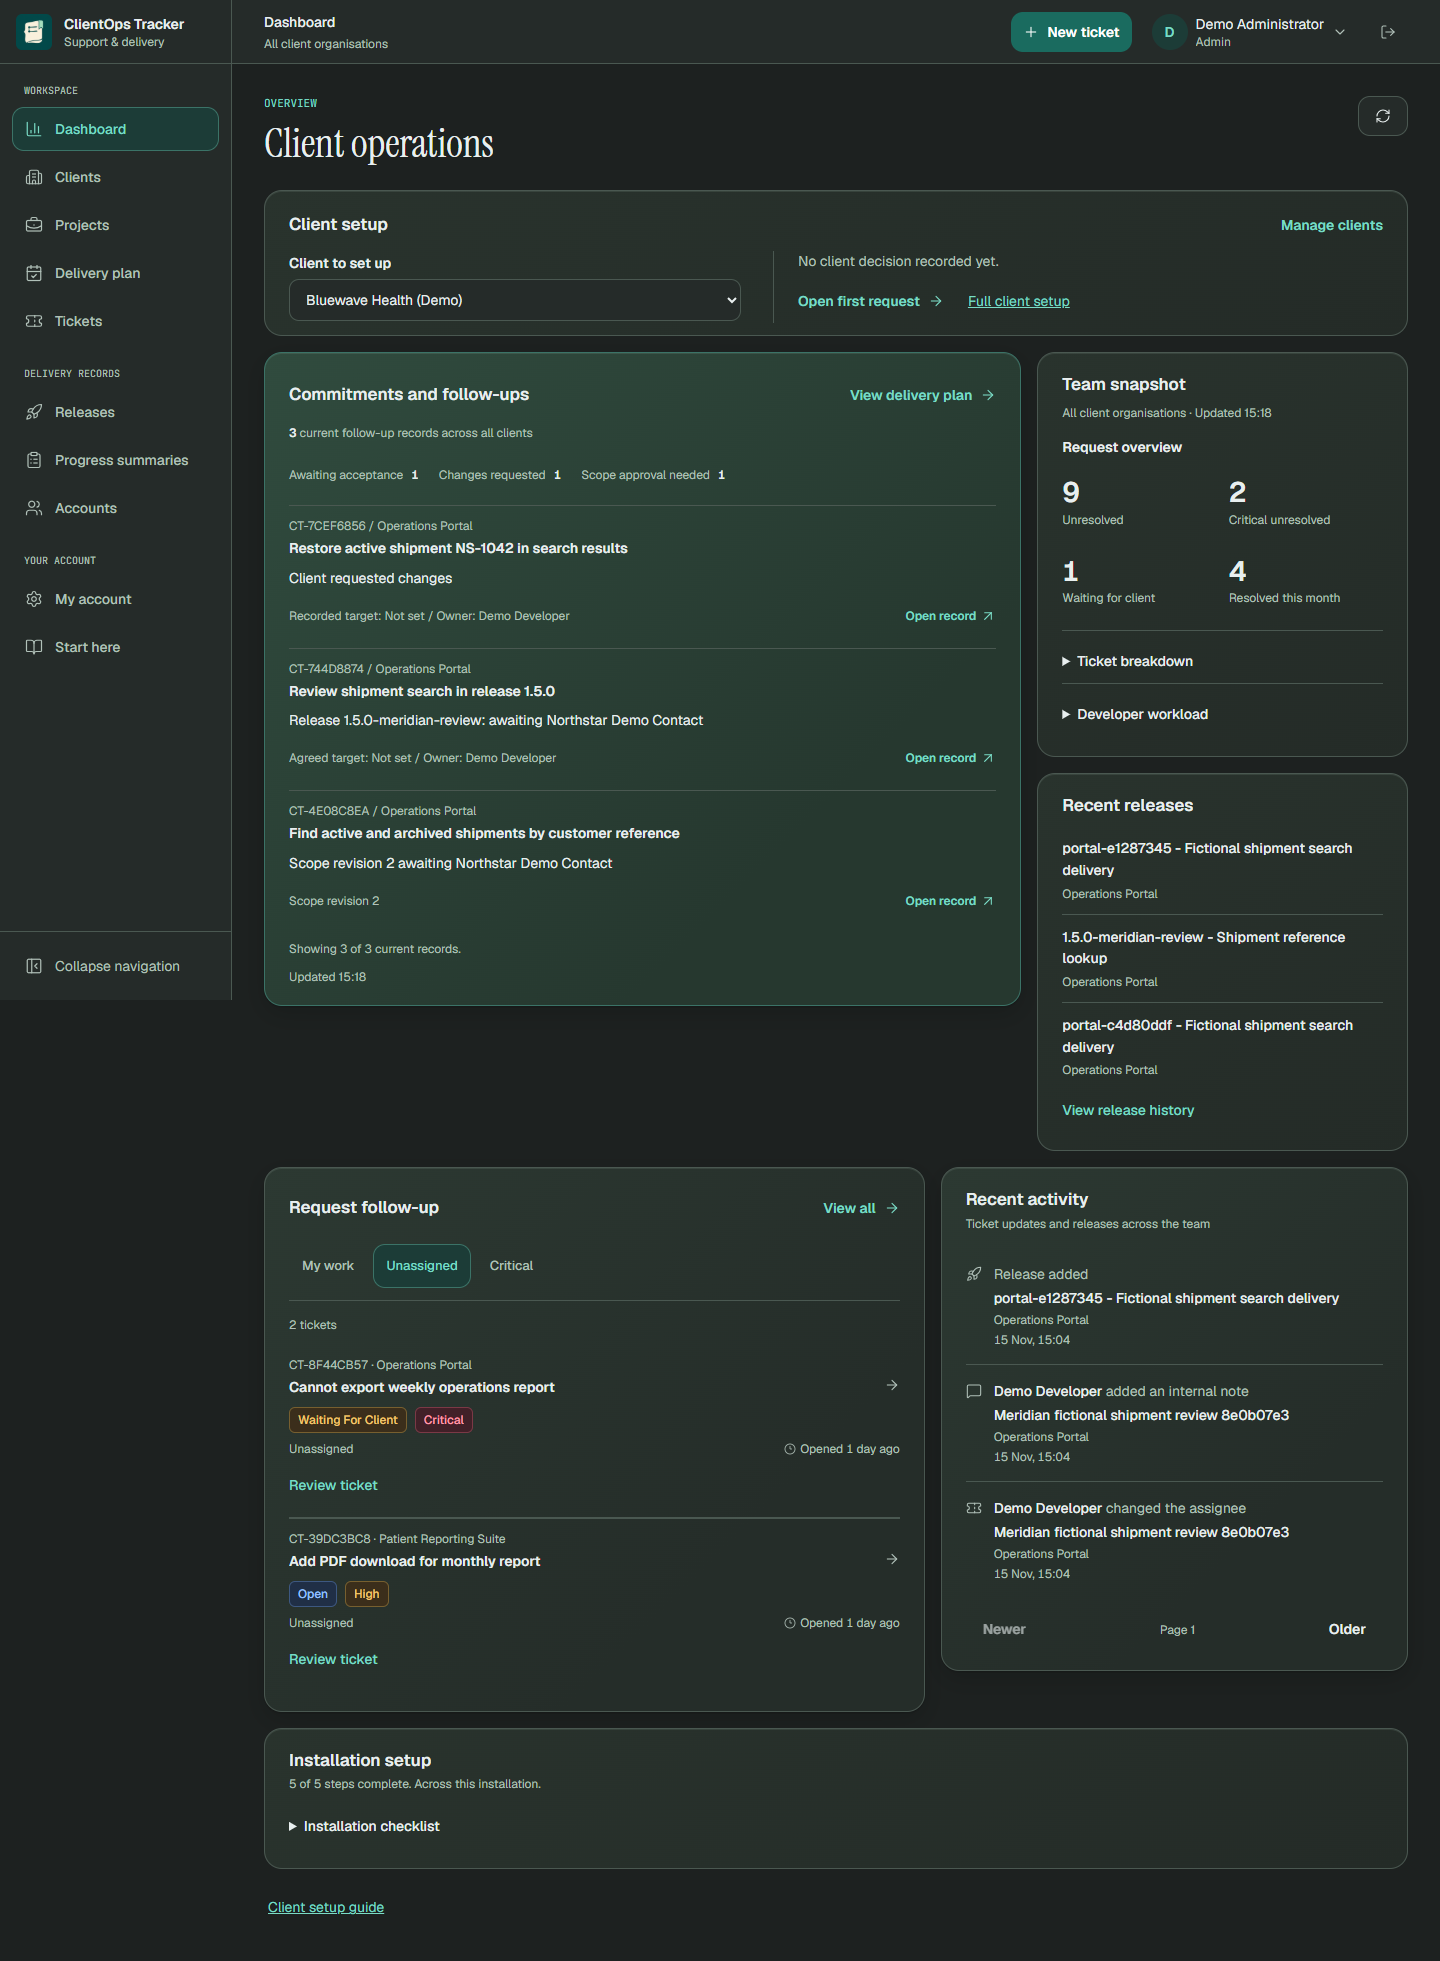 ClientOps Tracker
Support & delivery
Dashboard
All client organisations
New ticket
D
Demo Administrator
Admin
WORKSPACE
Dashboard
Clients
Projects
Delivery plan
Tickets
DELIVERY RECORDS
Releases
Progress summaries
Accounts
YOUR ACCOUNT
My account
Start here
Collapse navigation
OVERVIEW
Client operations
Client setup
Manage clients
Client to set up
Bluewave Health (Demo)
No client decision recorded yet.
Open first request
Full client setup
Commitments and follow-ups
View delivery plan
3 current follow-up records across all clients
Awaiting acceptance 1 Changes requested 1 Scope approval needed 1
CT-7CEF6856 / Operations Portal
Restore active shipment NS-1042 in search results
Client requested changes
Recorded target: Not set / Owner: Demo Developer
Open record
CT-744D8874 / Operations Portal
Review shipment search in release 1.5.0
Release 1.5.0-meridian-review: awaiting Northstar Demo Contact
Agreed target: Not set / Owner: Demo Developer
Open record
CT-4E08C8EA / Operations Portal
Find active and archived shipments by customer reference
Scope revision 2 awaiting Northstar Demo Contact
Scope revision 2
Open record
Showing 3 of 3 current records.
Updated 15:18
Team snapshot
All client organisations · Updated 15:18
Request overview
9
Unresolved
2
Critical unresolved
1
Waiting for client
4
Resolved this month
Ticket breakdown
Developer workload
Recent releases
portal-e1287345 - Fictional shipment search
delivery
Operations Portal
1.5.0-meridian-review - Shipment reference
lookup
Operations Portal
portal-c4d80ddf - Fictional shipment search
delivery
Operations Portal
View release history
Request follow-up
View all
My work
Unassigned
Critical
2 tickets
CT-8F44CB57 · Operations Portal
Cannot export weekly operations report
Waiting For Client
Critical
Unassigned
Opened 1 day ago
Review ticket
CT-39DC3BC8 · Patient Reporting Suite
Add PDF download for monthly report
Open
High
Unassigned
Opened 1 day ago
Review ticket
Recent activity
Ticket updates and releases across the team
Release added
portal-e1287345 - Fictional shipment search delivery
Operations Portal
15 Nov, 15:04
Demo Developer added an internal note
Meridian fictional shipment review 8e0b07e3
Operations Portal
15 Nov, 15:04
Demo Developer changed the assignee
Meridian fictional shipment review 8e0b07e3
Operations Portal
15 Nov, 15:04
Newer
Page 1
Older
Installation setup
5 of 5 steps complete. Across this installation.
Installation checklist
Client setup guide